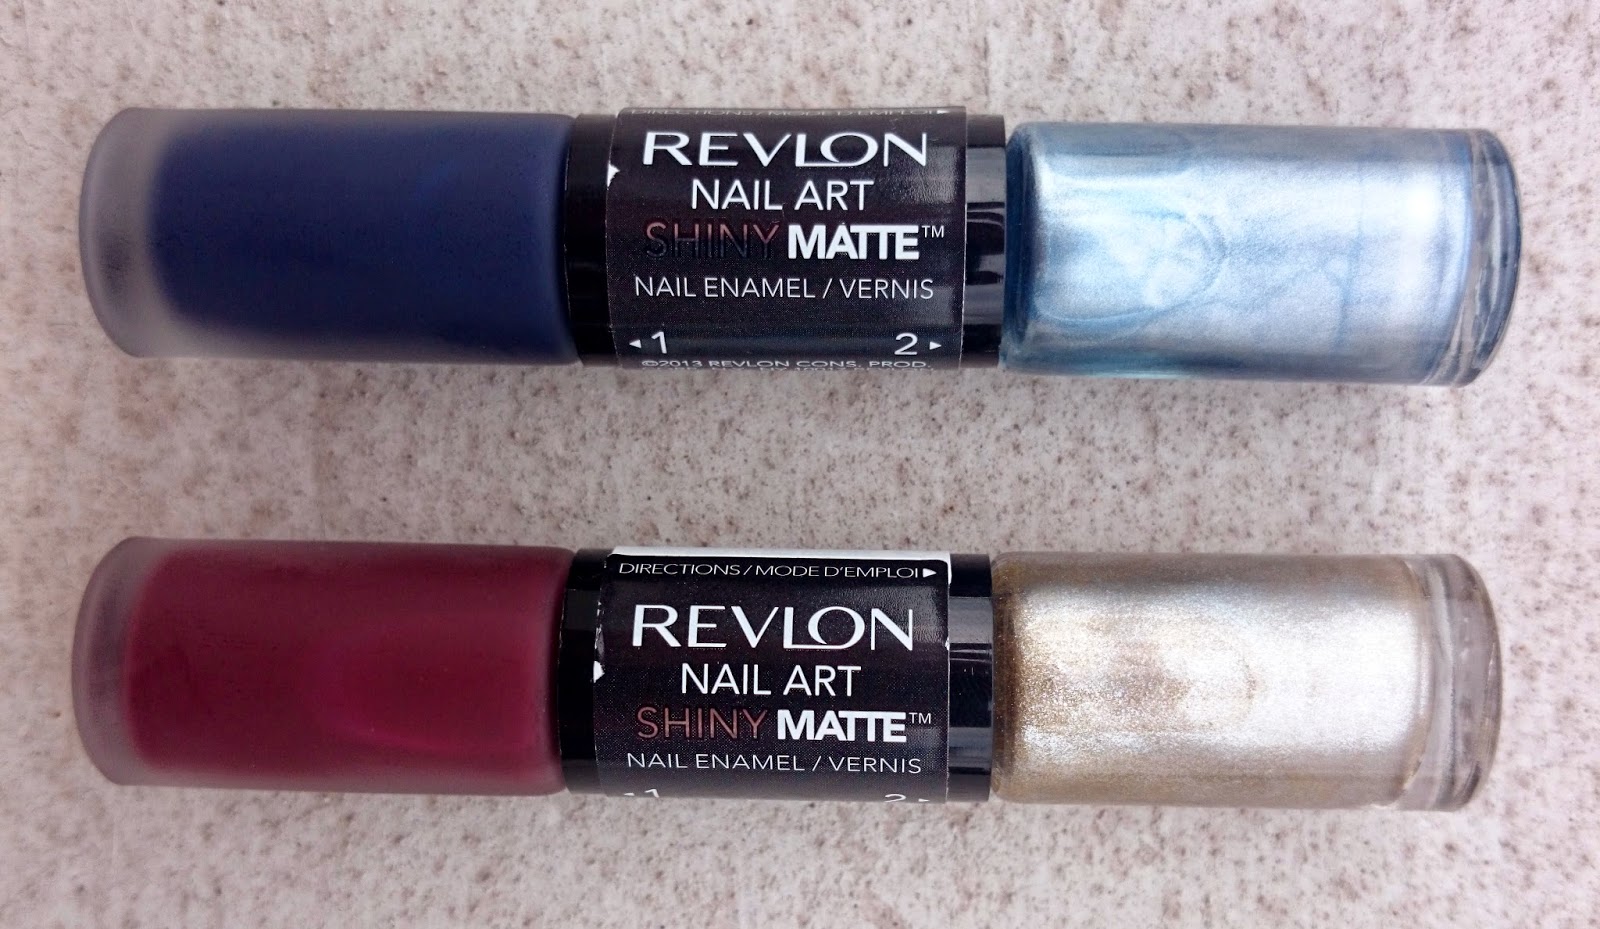 DIRECTIONS/MODE D'EMPLOI ▶
REVLON
NAIL ART
SHINY MATTE™
NAIL ENAMEL / VERNIS
◂ 1 2 ▸
©2013 REVLON CONS. PROD.
DIRECTIONS/MODE D'EMPLOI ▶
REVLON
NAIL ART
SHINY MATTE™
NAIL ENAMEL / VERNIS
1 2